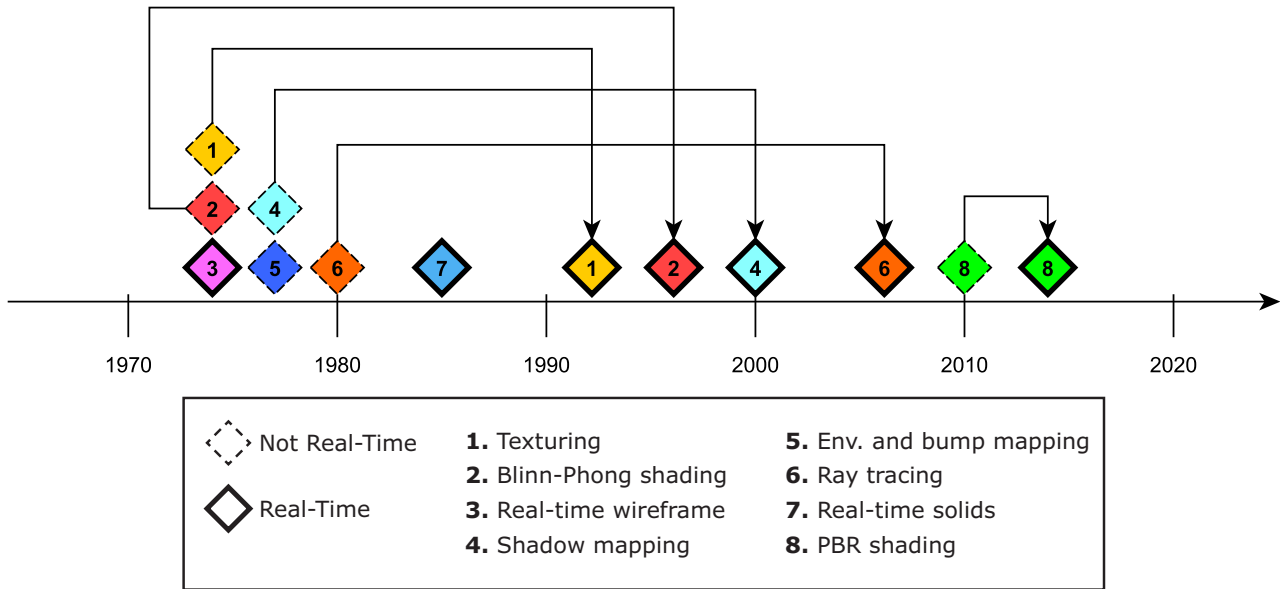 1
2
4
3
5
6
7
1
2
4
6
8
8
1970
1980
1990
2000
2010
2020
Not Real-Time
Real-Time
1. Texturing
2. Blinn-Phong shading
3. Real-time wireframe
4. Shadow mapping
5. Env. and bump mapping
6. Ray tracing
7. Real-time solids
8. PBR shading